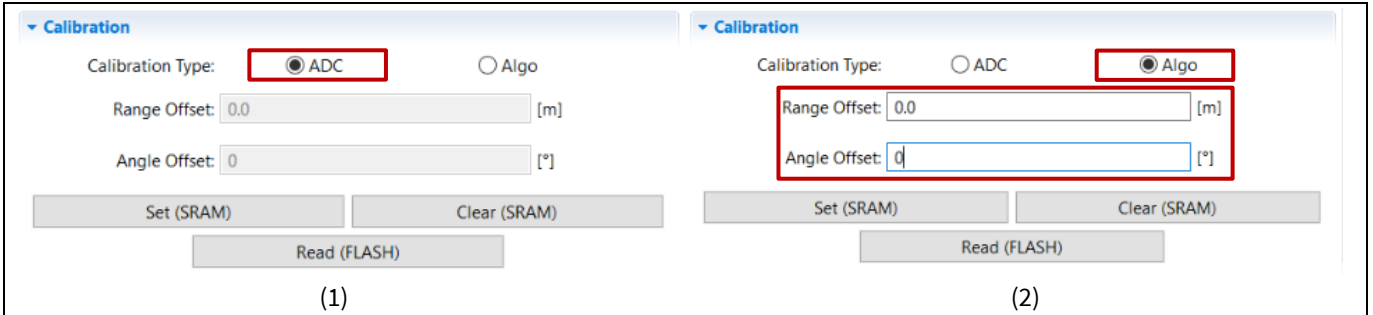 Calibration
Calibration Type: ADC Algo
Range Offset: 0.0 [m]
Angle Offset: 0 [°]
Set (SRAM) Clear (SRAM)
Read (FLASH)
(1)
Calibration
Calibration Type: ADC Algo
Range Offset: 0.0 [m]
Angle Offset: 0 [°]
Set (SRAM) Clear (SRAM)
Read (FLASH)
(2)